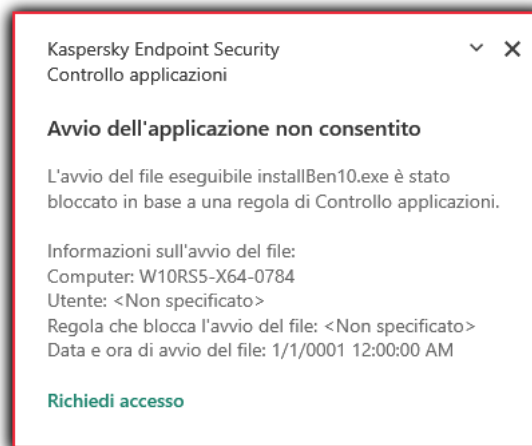 Kaspersky Endpoint Security
Controllo applicazioni
Avvio dell'applicazione non consentito
L'avvio del file eseguibile installBen10.exe è stato
bloccato in base a una regola di Controllo applicazioni.
Informazioni sull'avvio del file:
Computer: W10RS5-X64-0784
Utente: <Non specificato>
Regola che blocca l'avvio del file: <Non specificato>
Data e ora di avvio del file: 1/1/0001 12:00:00 AM
Richiedi accesso